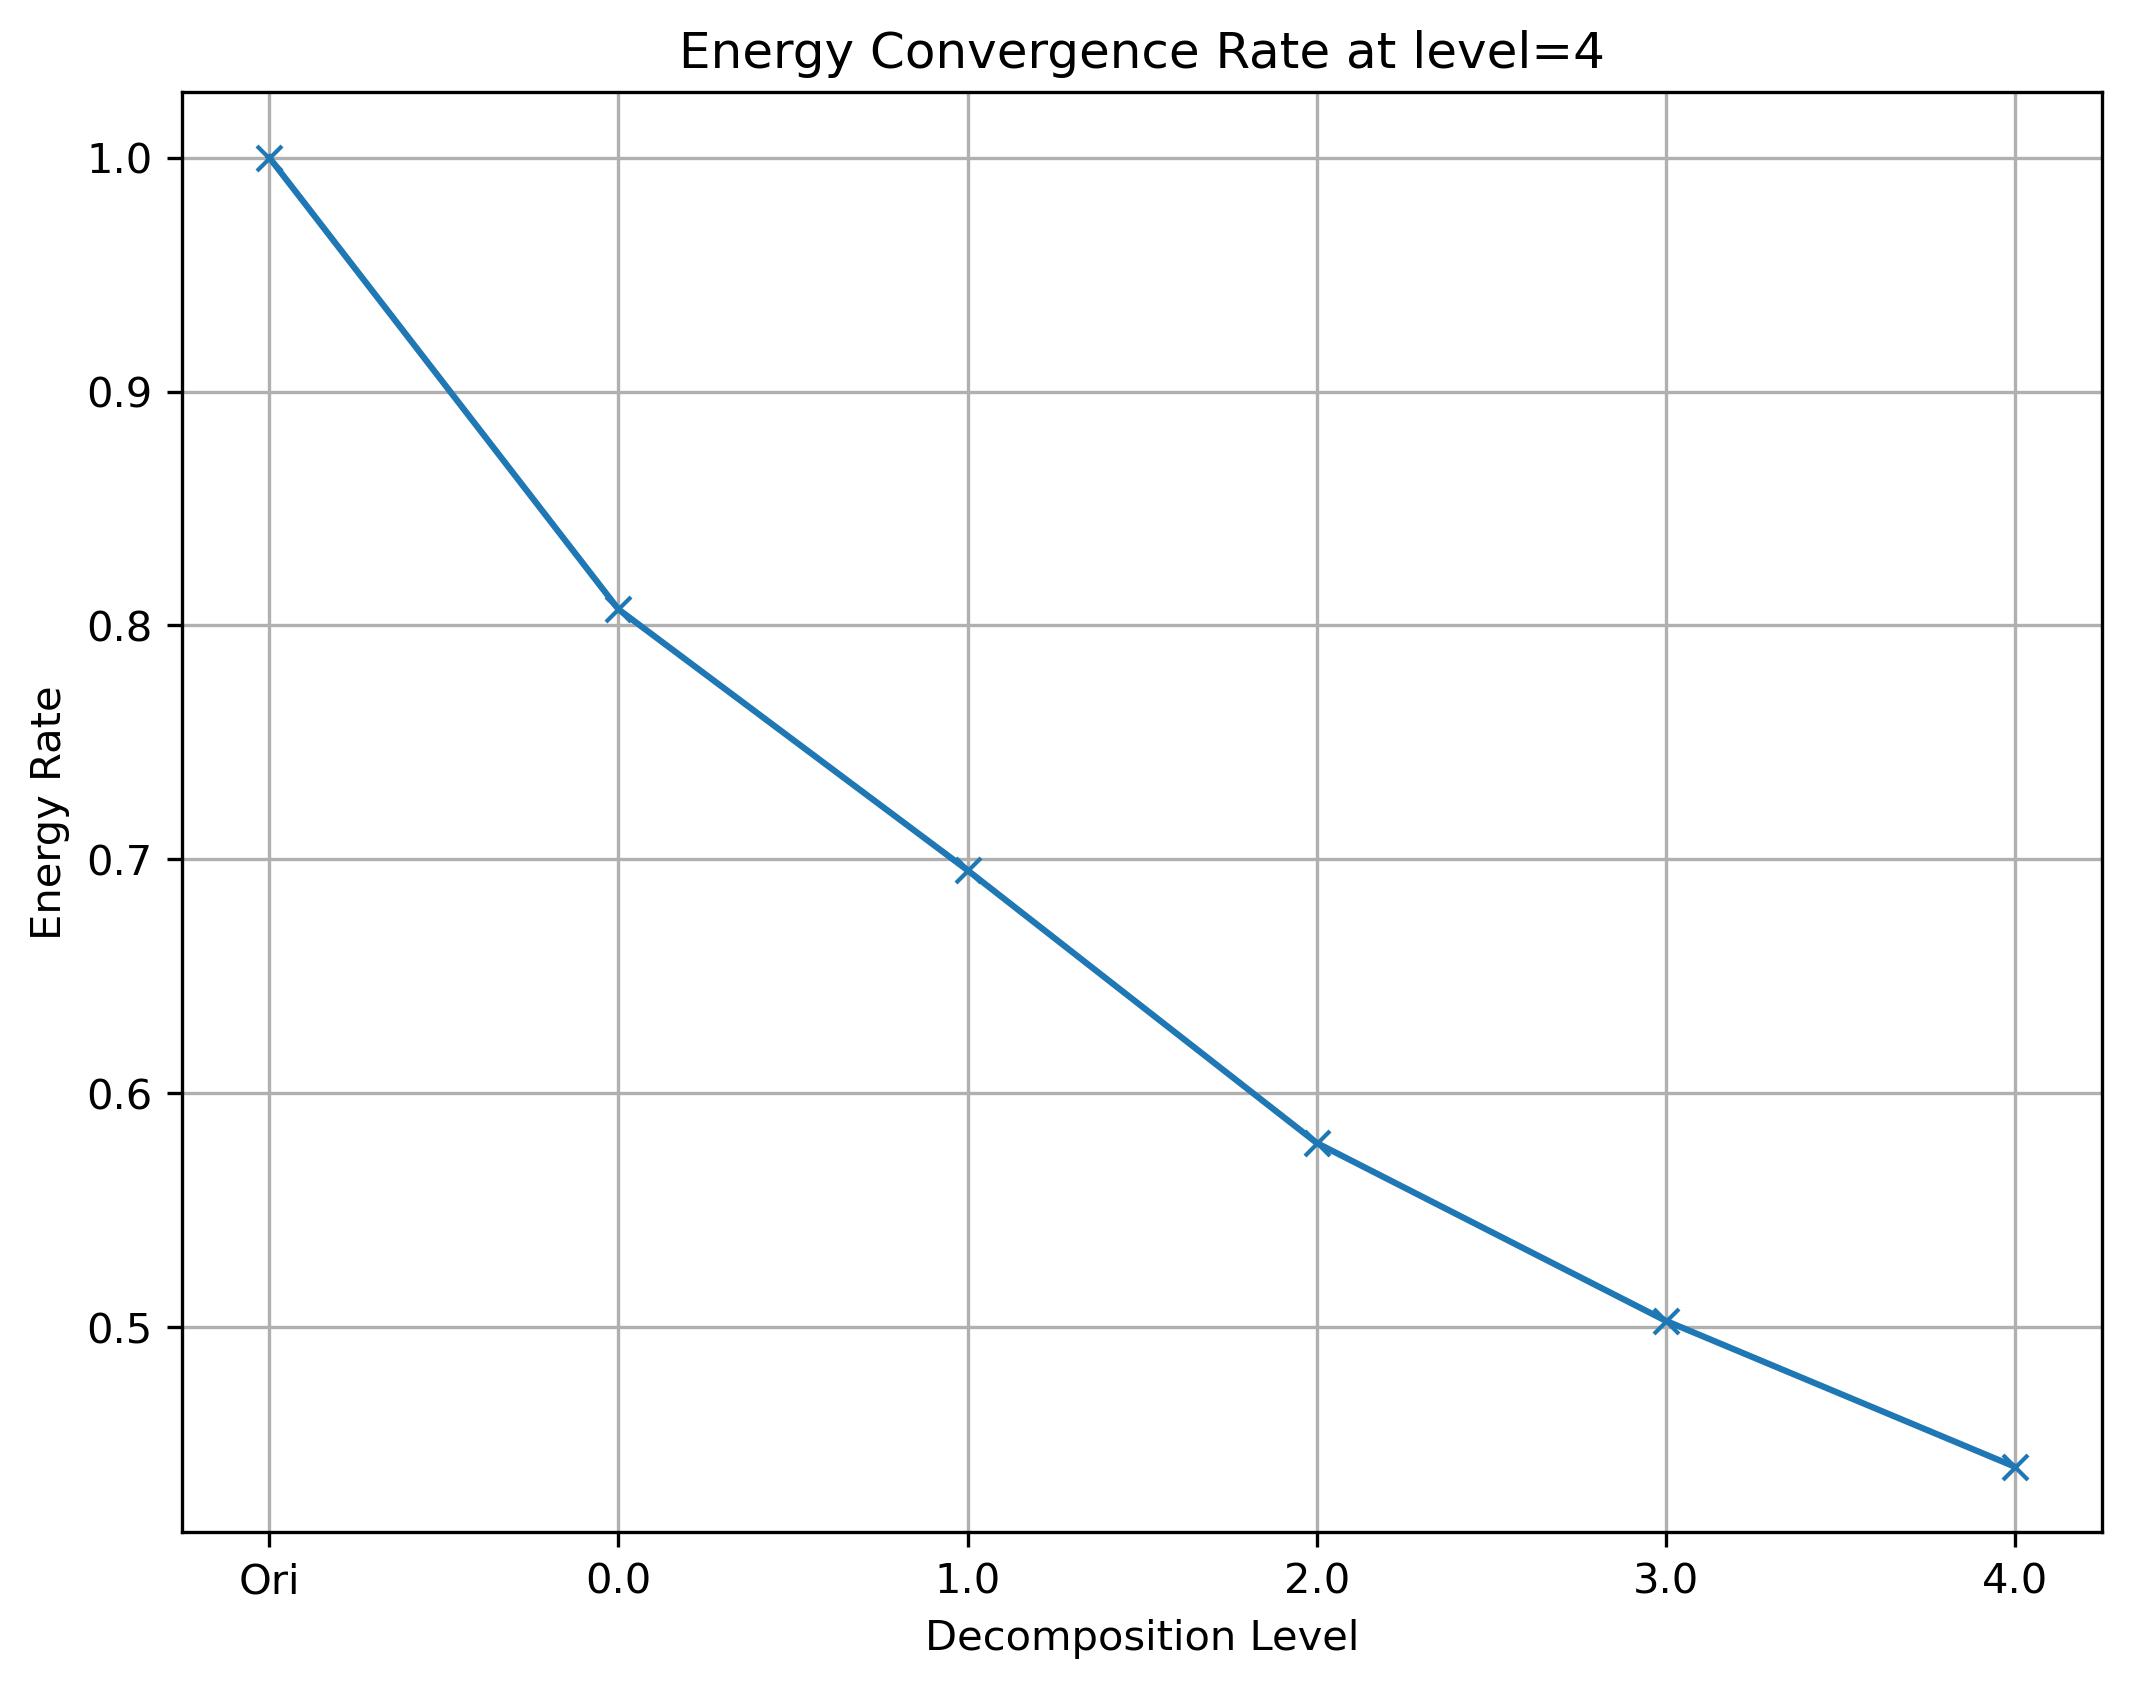 Energy Convergence Rate at level=4
1.0
0.9
0.8
0.7
0.6
0.5
Energy Rate
Ori 0.0 1.0 2.0 3.0 4.0
Decomposition Level